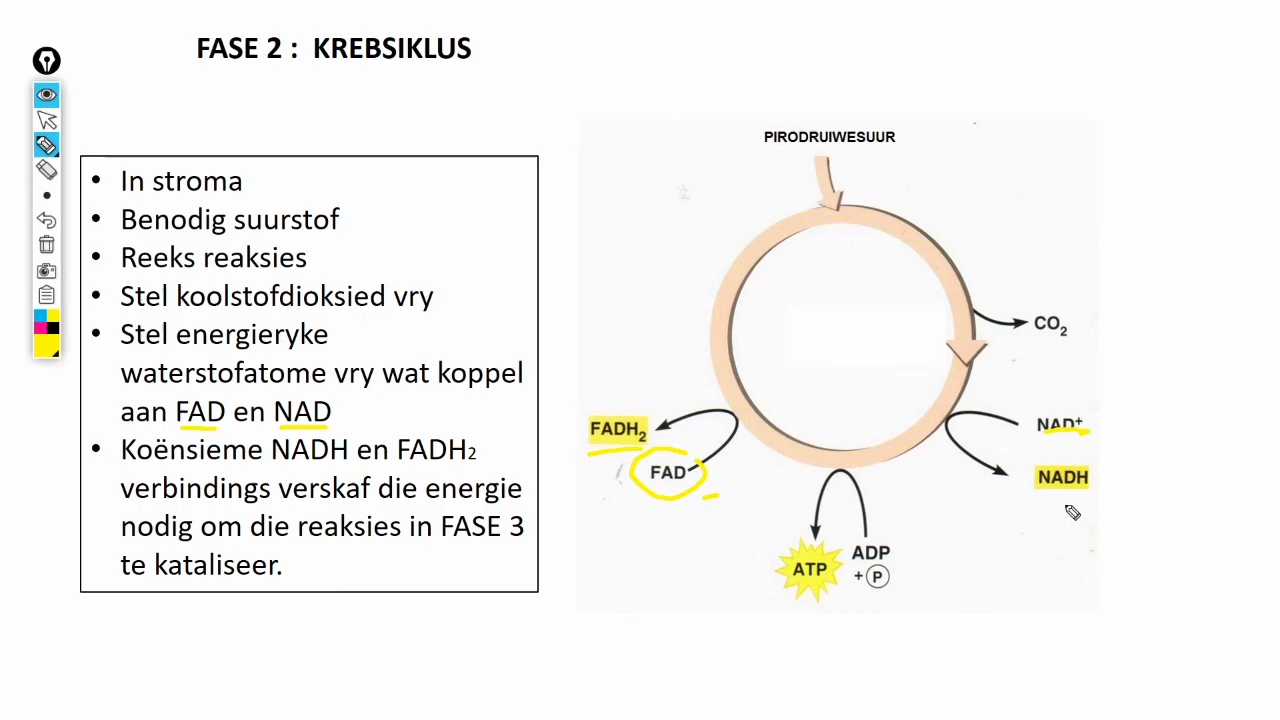 FASE 2 : KREBSIKLUS
• In stroma
• Benodig suurstof
• Reeks reaksies
• Stel koolstofdioksied vry
• Stel energieryke
waterstofatome vry wat koppel
aan FAD en NAD
• Koënsieme NADH en FADH₂
verbindings verskaf die energie
nodig om die reaksies in FASE 3
te kataliseer.
PIRODRUIWESUUR
CO₂
NAD⁺
NADH
FADH₂
FAD
ATP
ADP
+ P